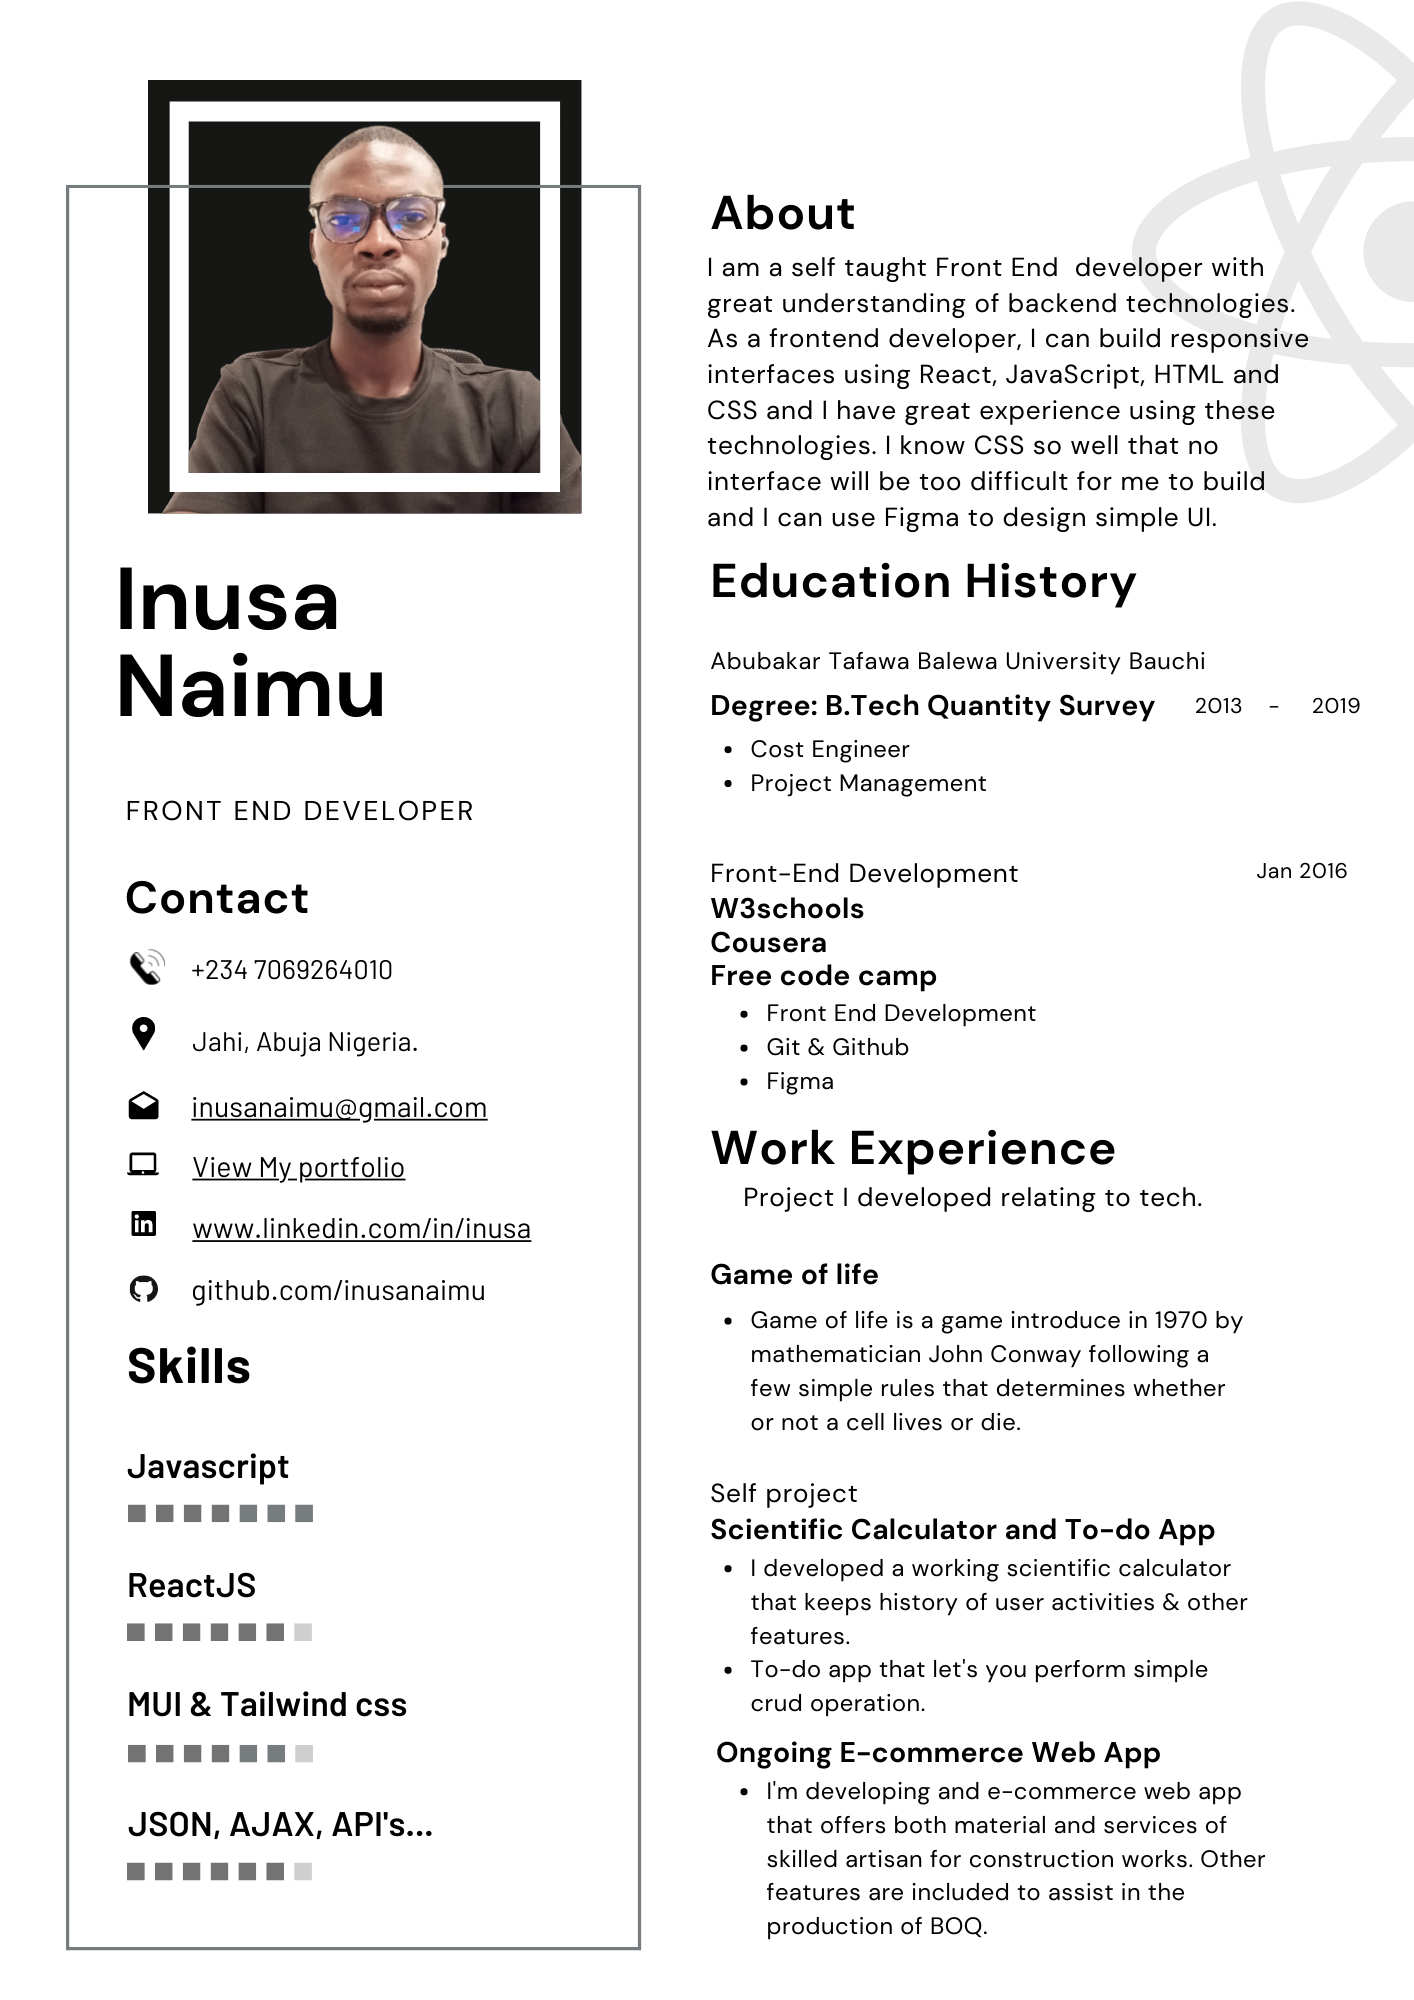 Inusa
Naimu
FRONT END DEVELOPER
Contact
+234 7069264010
Jahi, Abuja Nigeria.
inusanaimu@gmail.com
View My portfolio
in www.linkedin.com/in/inusa
github.com/inusanaimu
Skills
Javascript
ReactJS
MUI & Tailwind css
JSON, AJAX, API's...
About
I am a self taught Front End  developer with
great understanding of backend technologies.
As a frontend developer, I can build responsive
interfaces using React, JavaScript, HTML and
CSS and I have great experience using these
technologies. I know CSS so well that no
interface will be too difficult for me to build
and I can use Figma to design simple UI.
Education History
Abubakar Tafawa Balewa University Bauchi
Degree: B.Tech Quantity Survey 2013 - 2019
• Cost Engineer
• Project Management
Front-End Development Jan 2016
W3schools
Cousera
Free code camp
• Front End Development
• Git & Github
• Figma
Work Experience
Project I developed relating to tech.
Game of life
• Game of life is a game introduce in 1970 by
mathematician John Conway following a
few simple rules that determines whether
or not a cell lives or die.
Self project
Scientific Calculator and To-do App
• I developed a working scientific calculator
that keeps history of user activities & other
features.
• To-do app that let's you perform simple
crud operation.
Ongoing E-commerce Web App
• I'm developing and e-commerce web app
that offers both material and services of
skilled artisan for construction works. Other
features are included to assist in the
production of BOQ.